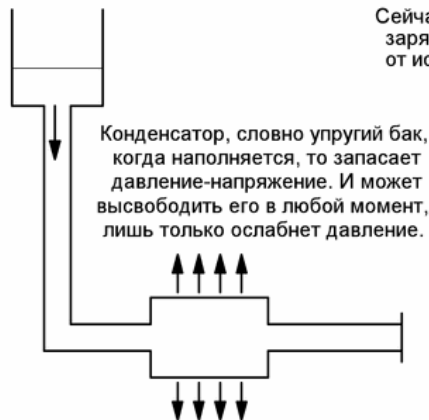 Сейча
заря
от ис
Конденсатор, словно упругий бак,
когда наполняется, то запасает
давление-напряжение. И может
высвободить его в любой момент,
лишь только ослабнет давление.